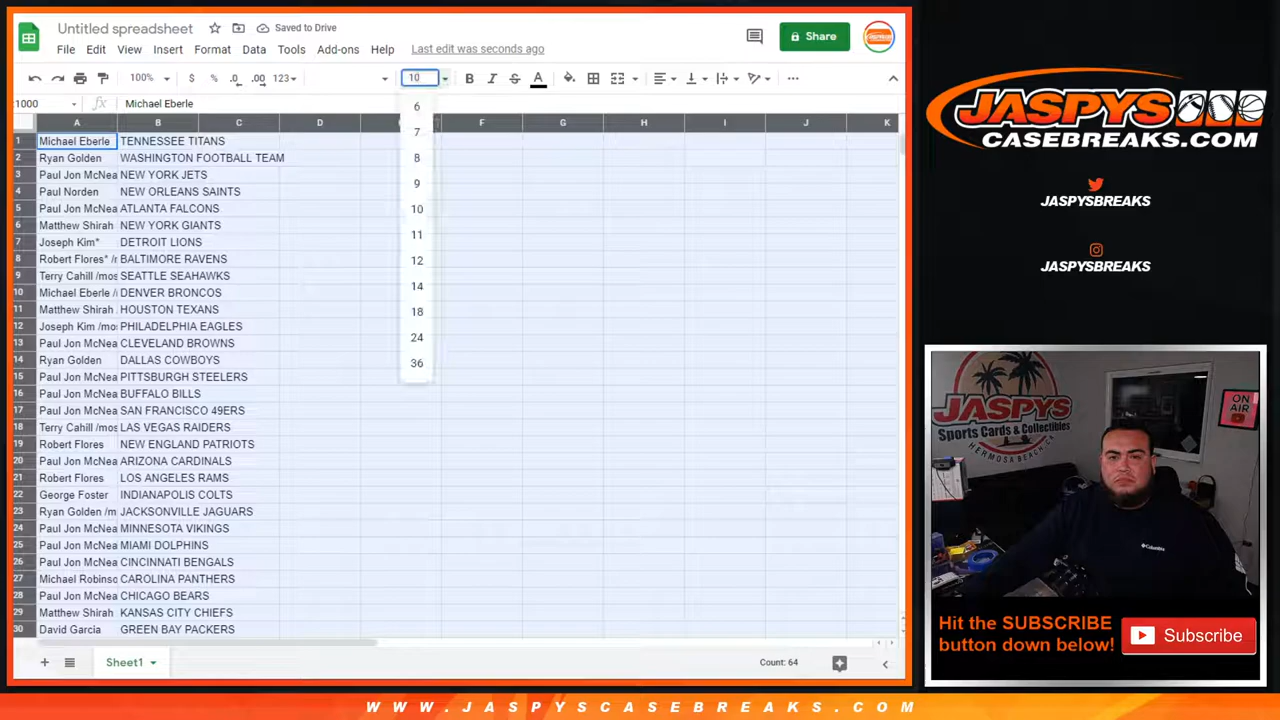 Untitled spreadsheet
Saved to Drive
Share
File Edit View Insert Format Data Tools Add-ons Help Last edit was seconds ago
100% $ % .0 .00 123 10 B I S A
1000 fx Michael Eberle
A B C D E F G H I J K
1 Michael Eberle TENNESSEE TITANS
2 Ryan Golden WASHINGTON FOOTBALL TEAM
3 Paul Jon McNea NEW YORK JETS
4 Paul Norden NEW ORLEANS SAINTS
5 Paul Jon McNea ATLANTA FALCONS
6 Matthew Shirah NEW YORK GIANTS
7 Joseph Kim* DETROIT LIONS
8 Robert Flores* /r BALTIMORE RAVENS
9 Terry Cahill /mos SEATTLE SEAHAWKS
10 Michael Eberle / DENVER BRONCOS
11 Matthew Shirah HOUSTON TEXANS
12 Joseph Kim /mo PHILADELPHIA EAGLES
13 Paul Jon McNea CLEVELAND BROWNS
14 Ryan Golden DALLAS COWBOYS
15 Paul Jon McNea PITTSBURGH STEELERS
16 Paul Jon McNea BUFFALO BILLS
17 Paul Jon McNea SAN FRANCISCO 49ERS
18 Terry Cahill /mos LAS VEGAS RAIDERS
19 Robert Flores NEW ENGLAND PATRIOTS
20 Paul Jon McNea ARIZONA CARDINALS
21 Robert Flores LOS ANGELES RAMS
22 George Foster INDIANAPOLIS COLTS
23 Ryan Golden /m JACKSONVILLE JAGUARS
24 Paul Jon McNea MINNESOTA VIKINGS
25 Paul Jon McNea MIAMI DOLPHINS
26 Paul Jon McNea CINCINNATI BENGALS
27 Michael Robinso CAROLINA PANTHERS
28 Paul Jon McNea CHICAGO BEARS
29 Matthew Shirah KANSAS CITY CHIEFS
30 David Garcia GREEN BAY PACKERS
6
7
8
9
10
11
12
14
18
24
36
Sheet1
Count: 64
JASPYS
CASEBREAKS.COM
JASPYSBREAKS
JASPYSBREAKS
JASPYS
Sports Cards & Collectibles
HERMOSA BEACH, CA
ON
AIR
Columbia
Hit the SUBSCRIBE
button down below!
Subscribe
WWW.JASPYSCASEBREAKS.COM